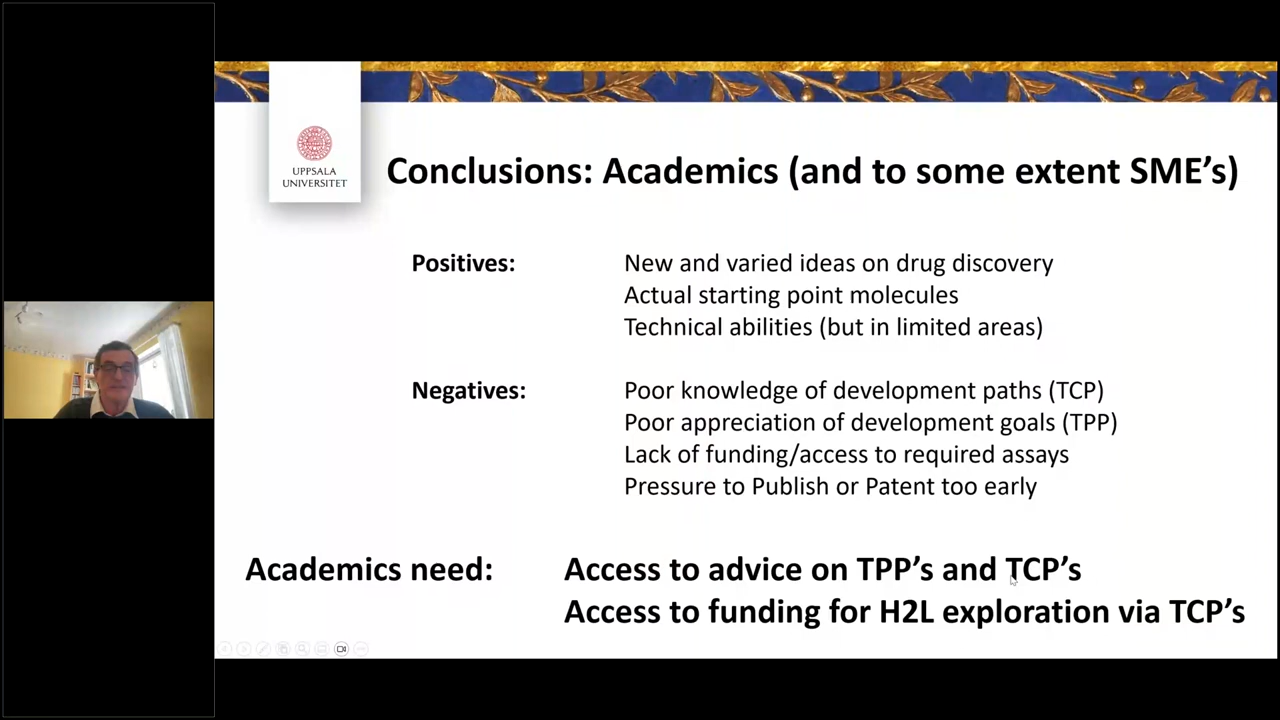 UPPSALA
UNIVERSITET
Conclusions: Academics (and to some extent SME’s)
Positives:
New and varied ideas on drug discovery
Actual starting point molecules
Technical abilities (but in limited areas)
Negatives:
Poor knowledge of development paths (TCP)
Poor appreciation of development goals (TPP)
Lack of funding/access to required assays
Pressure to Publish or Patent too early
Academics need:
Access to advice on TPP’s and TCP’s
Access to funding for H2L exploration via TCP’s